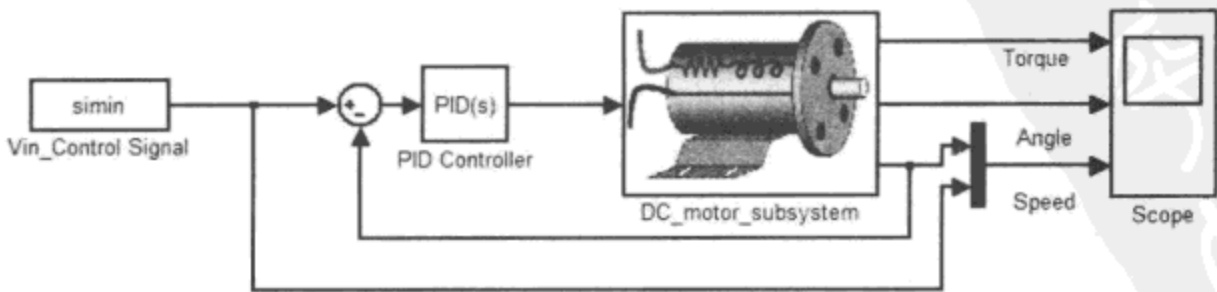 simin
Vin_Control Signal
+
-
PID(s)
PID Controller
DC_motor_subsystem
Torque
Angle
Speed
Scope